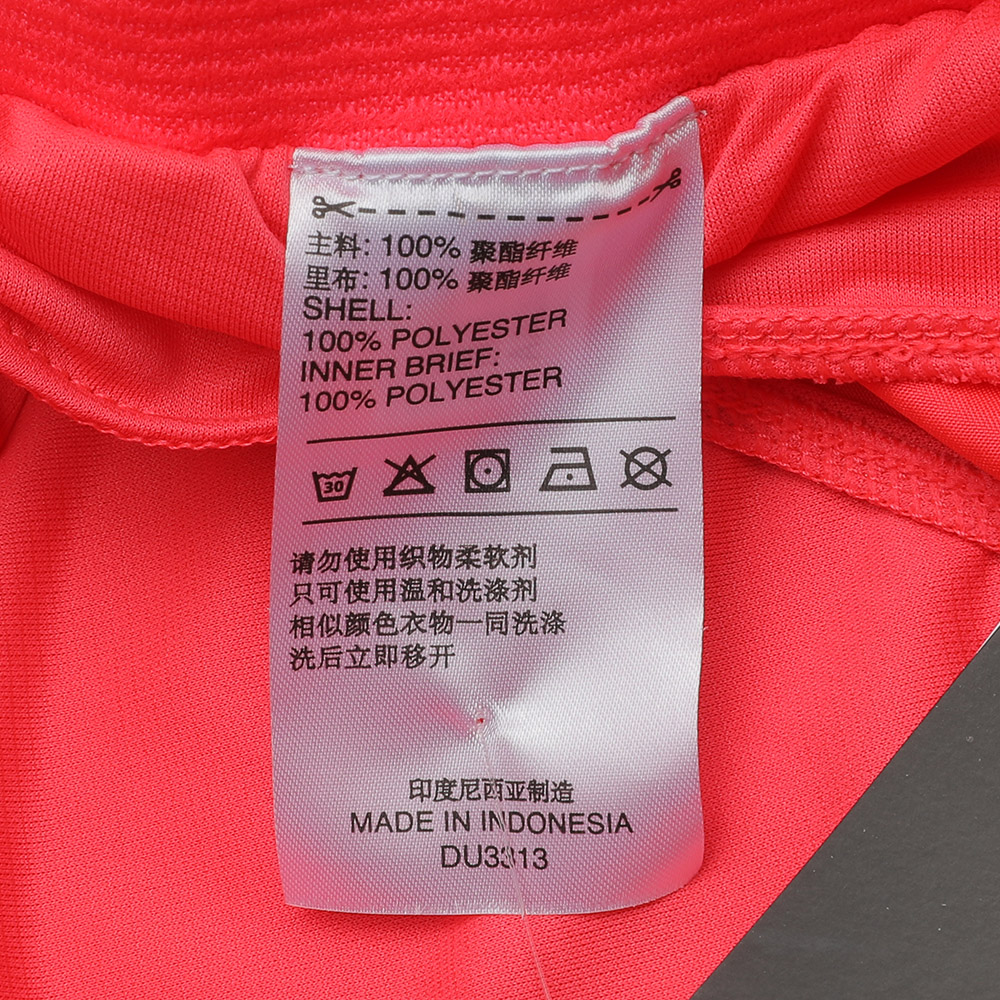 主料: 100% 聚酯纤维
里布: 100% 聚酯纤维
SHELL:
100% POLYESTER
INNER BRIEF:
100% POLYESTER
30
请勿使用织物柔软剂
只可使用温和洗涤剂
相似颜色衣物一同洗涤
洗后立即移开
印度尼西亚制造
MADE IN INDONESIA
DU3313